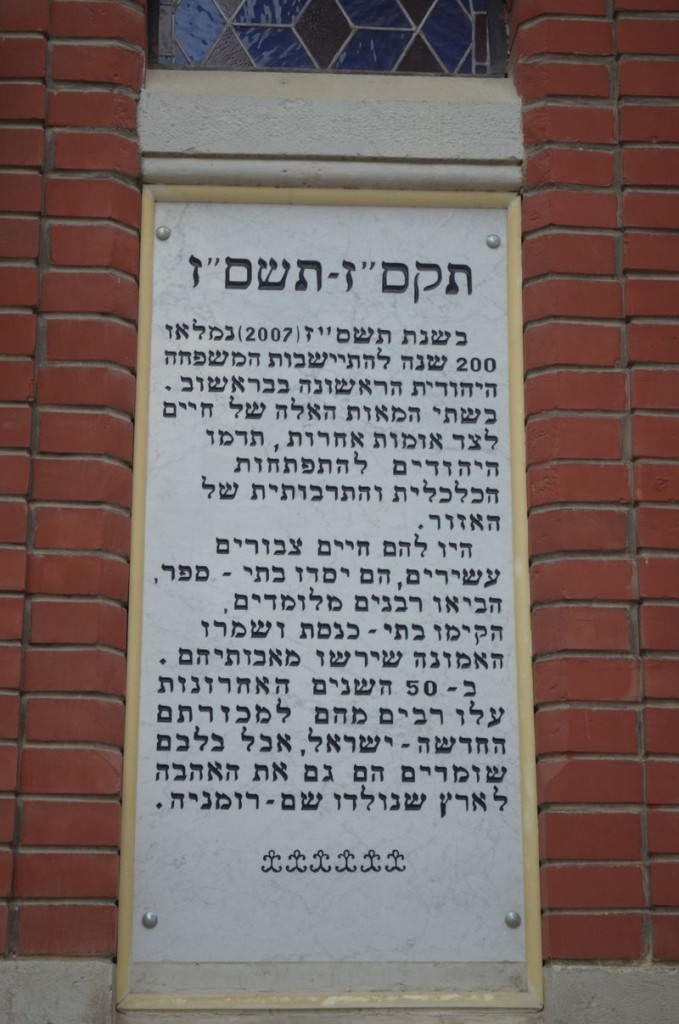 תקס"ז-תשס"ז
בשנת תשס"ז (2007) נמלאו
200 שנה להתיישבות המשפחה
היהודית הראשונה בבראשוב.
בשתי המאות האלה של חיים
לצד אומות אחרות, תרמו
היהודים להתפתחות
הכלכלית והתרבותית של
האזור.
היו להם חיים צבורים
עשירים, הם יסדו בתי - ספר,
הביאו רבנים מלומדים,
הקימו בתי - כנסת ושמרו
האמונה שירשו מאבותיהם.
ב - 50 השנים האחרונות
עלו רבים מהם למכורתם
החדשה - ישראל, אבל בלבם
שומרים הם גם את האהבה
לארץ שנולדו שם - רומניה.